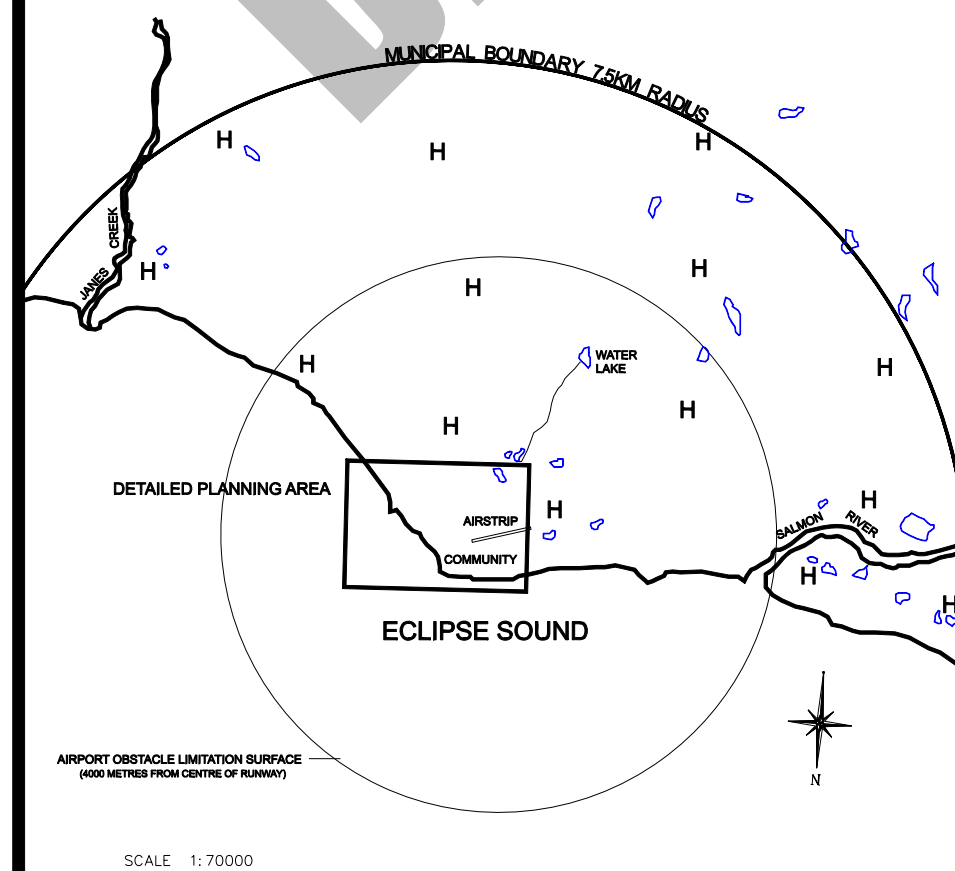 MUNICIPAL BOUNDARY 7.5KM RADIUS
H
H
H
JANES CREEK
H
H
H
H
WATER
LAKE
H
H
H
H
DETAILED PLANNING AREA
H
H
AIRSTRIP
SALMON RIVER
COMMUNITY
H
H
ECLIPSE SOUND
N
AIRPORT OBSTACLE LIMITATION SURFACE
(4000 METRES FROM CENTRE OF RUNWAY)
SCALE 1:70000